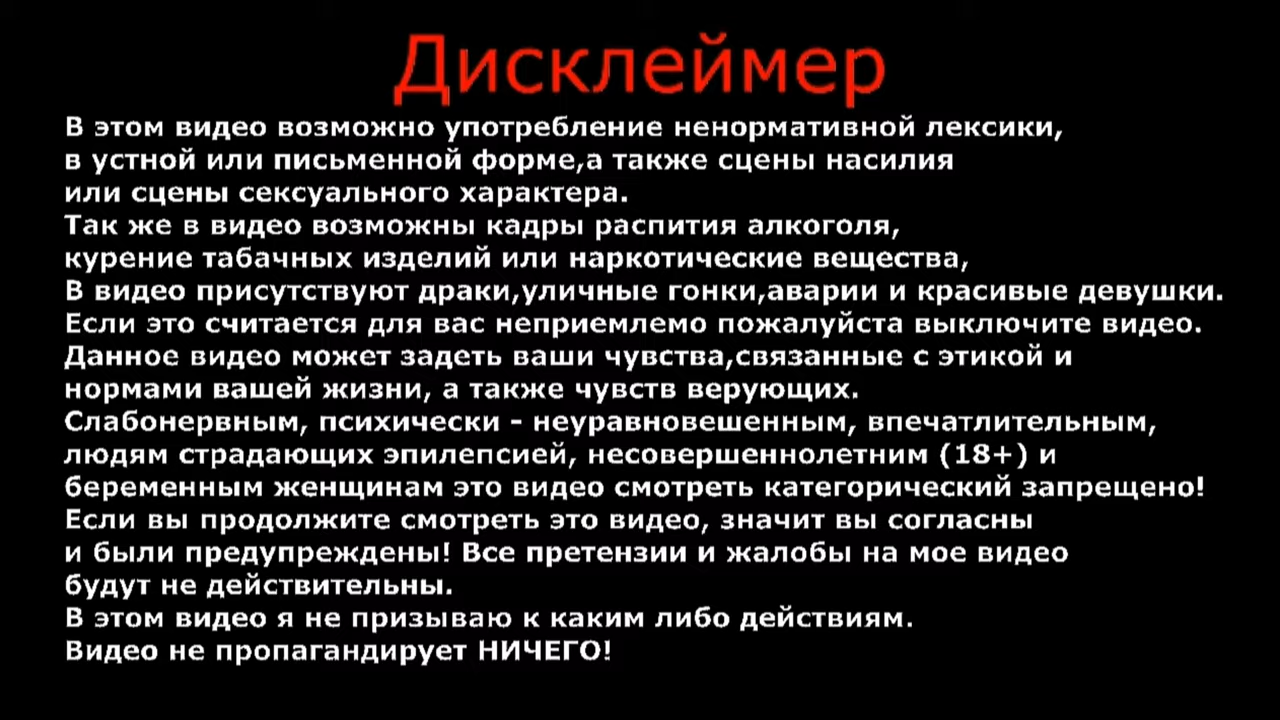 Дисклеймер
В этом видео возможно употребление ненормативной лексики,
в устной или письменной форме,а также сцены насилия
или сцены сексуального характера.
Так же в видео возможны кадры распития алкоголя,
курение табачных изделий или наркотические вещества,
В видео присутствуют драки,уличные гонки,аварии и красивые девушки.
Если это считается для вас неприемлемо пожалуйста выключите видео.
Данное видео может задеть ваши чувства,связанные с этикой и
нормами вашей жизни, а также чувств верующих.
Слабонервным, психически - неуравновешенным, впечатлительным,
людям страдающих эпилепсией, несовершеннолетним (18+) и
беременным женщинам это видео смотреть категорический запрещено!
Если вы продолжите смотреть это видео, значит вы согласны
и были предупреждены! Все претензии и жалобы на мое видео
будут не действительны.
В этом видео я не призываю к каким либо действиям.
Видео не пропагандирует НИЧЕГО!